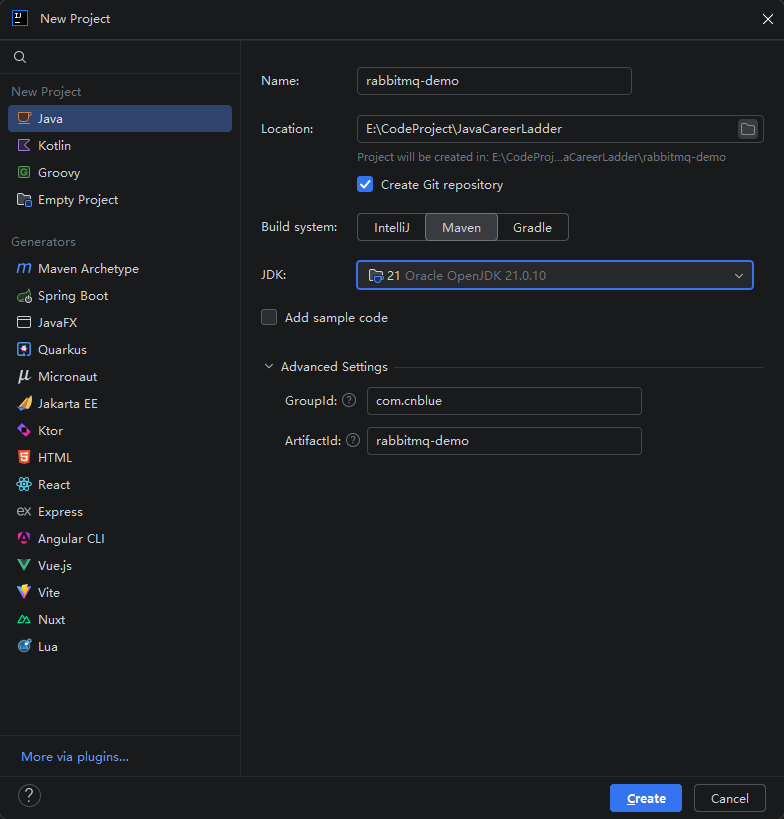 New Project
New Project
Java
Kotlin
Groovy
Empty Project
Generators
Maven Archetype
Spring Boot
JavaFX
Quarkus
Micronaut
Jakarta EE
Ktor
HTML
React
Express
Angular CLI
Vue.js
Vite
Nuxt
Lua
More via plugins...
Name: rabbitmq-demo
Location: E:\CodeProject\JavaCareerLadder
Project will be created in: E:\CodeProj...aCareerLadder\rabbitmq-demo
Create Git repository
Build system: IntelliJ Maven Gradle
JDK: 21 Oracle OpenJDK 21.0.10
Add sample code
Advanced Settings
GroupId: ? com.cnblue
ArtifactId: ? rabbitmq-demo
? Create Cancel